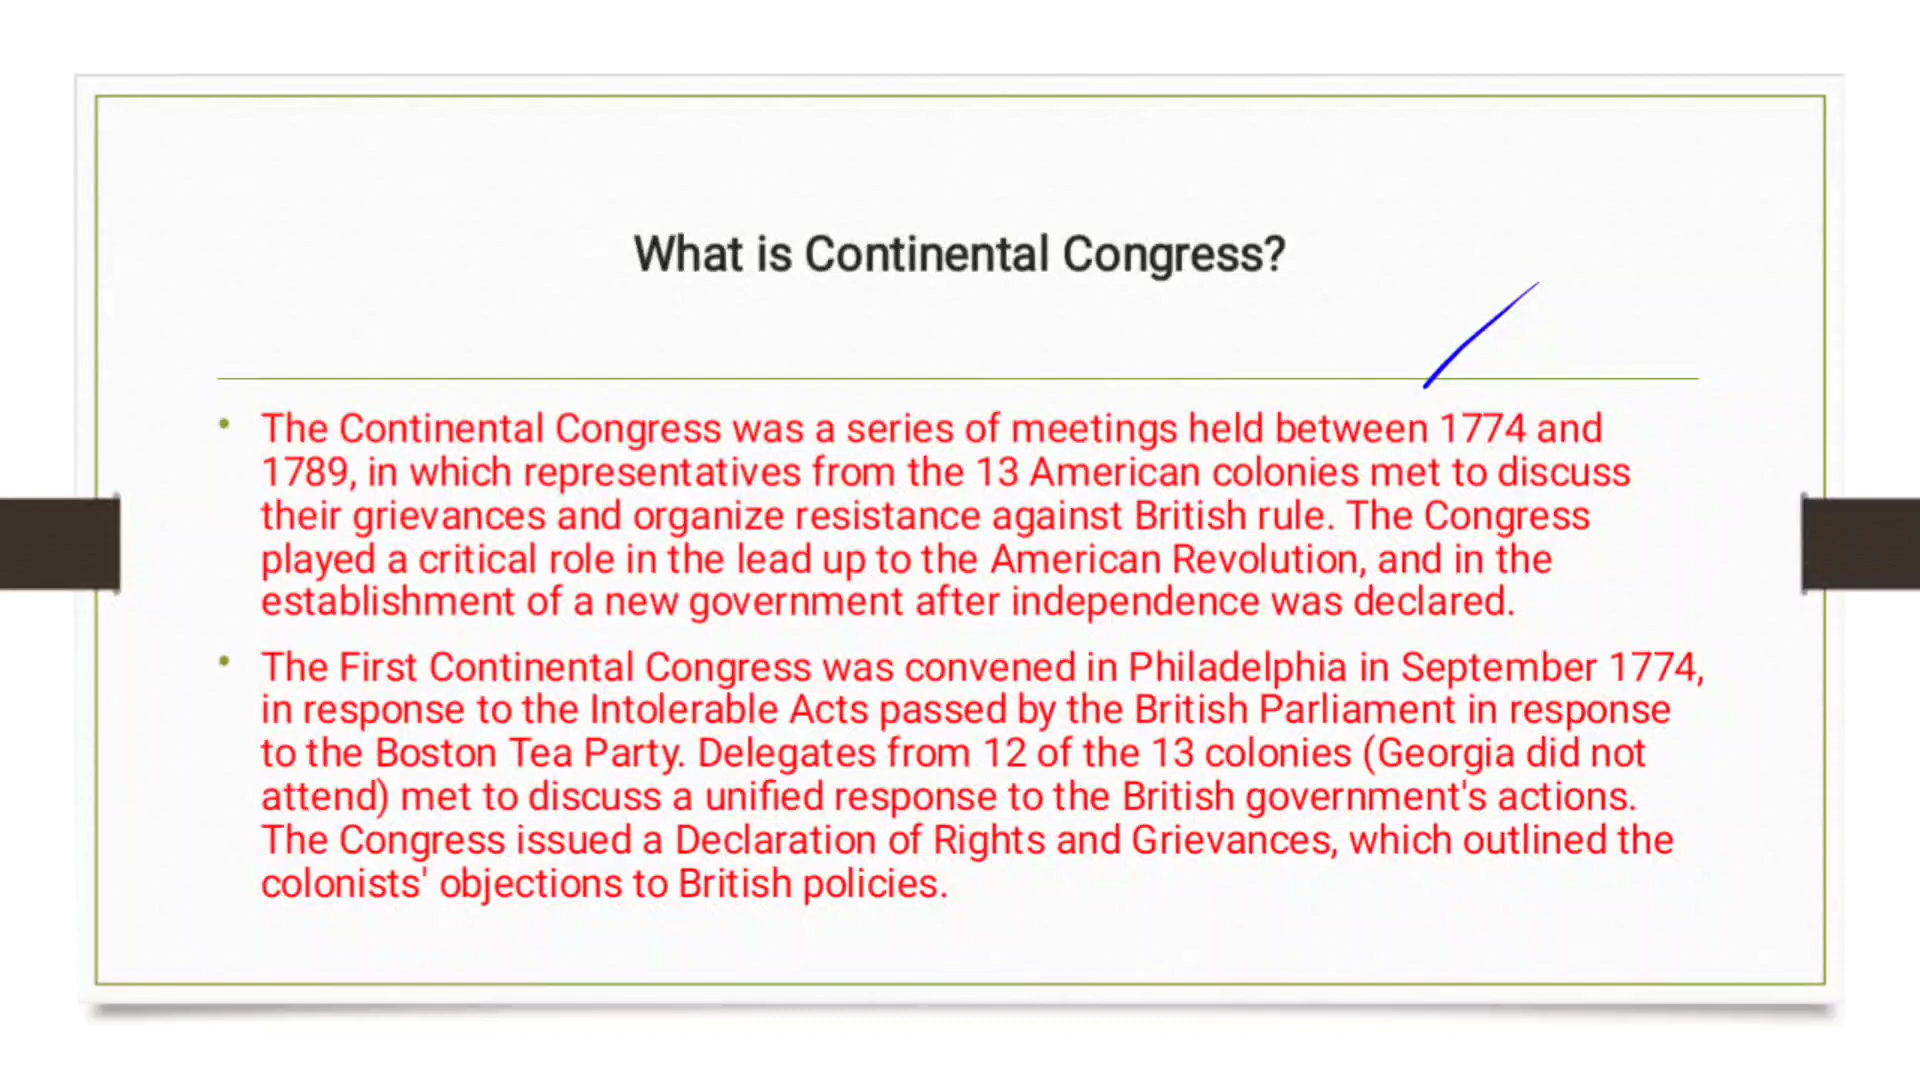 What is Continental Congress?
• The Continental Congress was a series of meetings held between 1774 and
1789, in which representatives from the 13 American colonies met to discuss
their grievances and organize resistance against British rule. The Congress
played a critical role in the lead up to the American Revolution, and in the
establishment of a new government after independence was declared.
• The First Continental Congress was convened in Philadelphia in September 1774,
in response to the Intolerable Acts passed by the British Parliament in response
to the Boston Tea Party. Delegates from 12 of the 13 colonies (Georgia did not
attend) met to discuss a unified response to the British government's actions.
The Congress issued a Declaration of Rights and Grievances, which outlined the
colonists' objections to British policies.